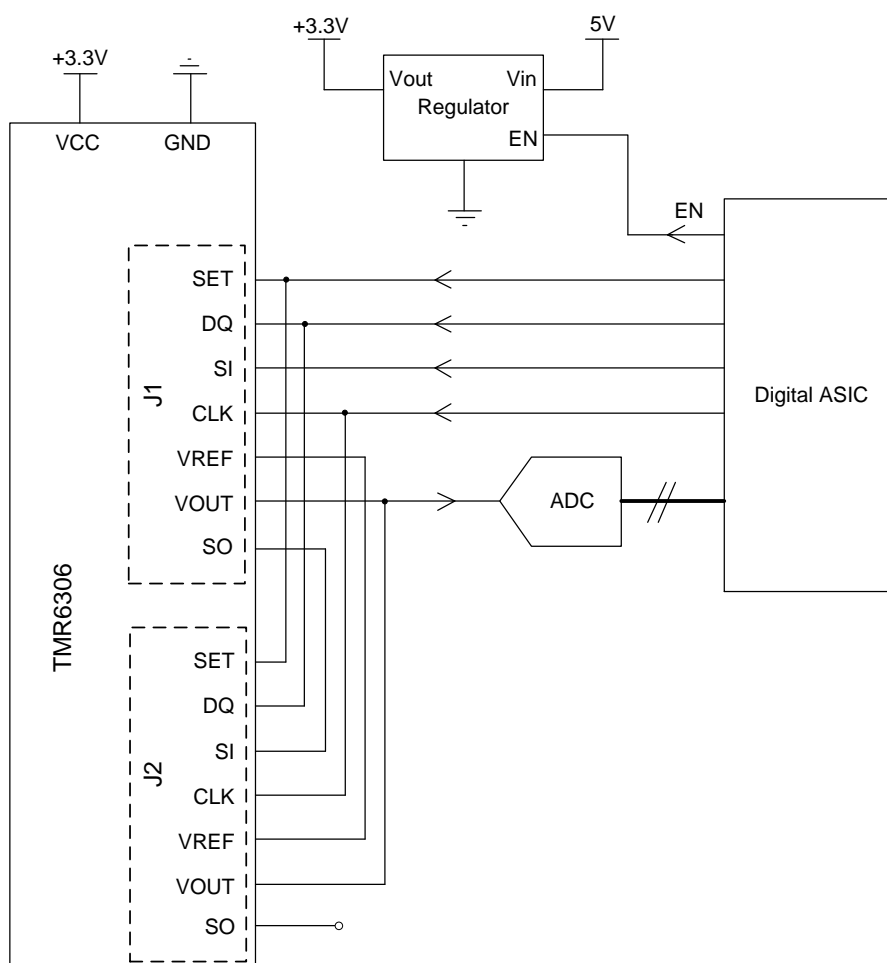 +3.3V
5V
Vout
Vin
Regulator
EN
+3.3V
VCC
GND
EN
J1
SET
DQ
SI
CLK
VREF
VOUT
SO
Digital ASIC
ADC
TMR6306
J2
SET
DQ
SI
CLK
VREF
VOUT
SO